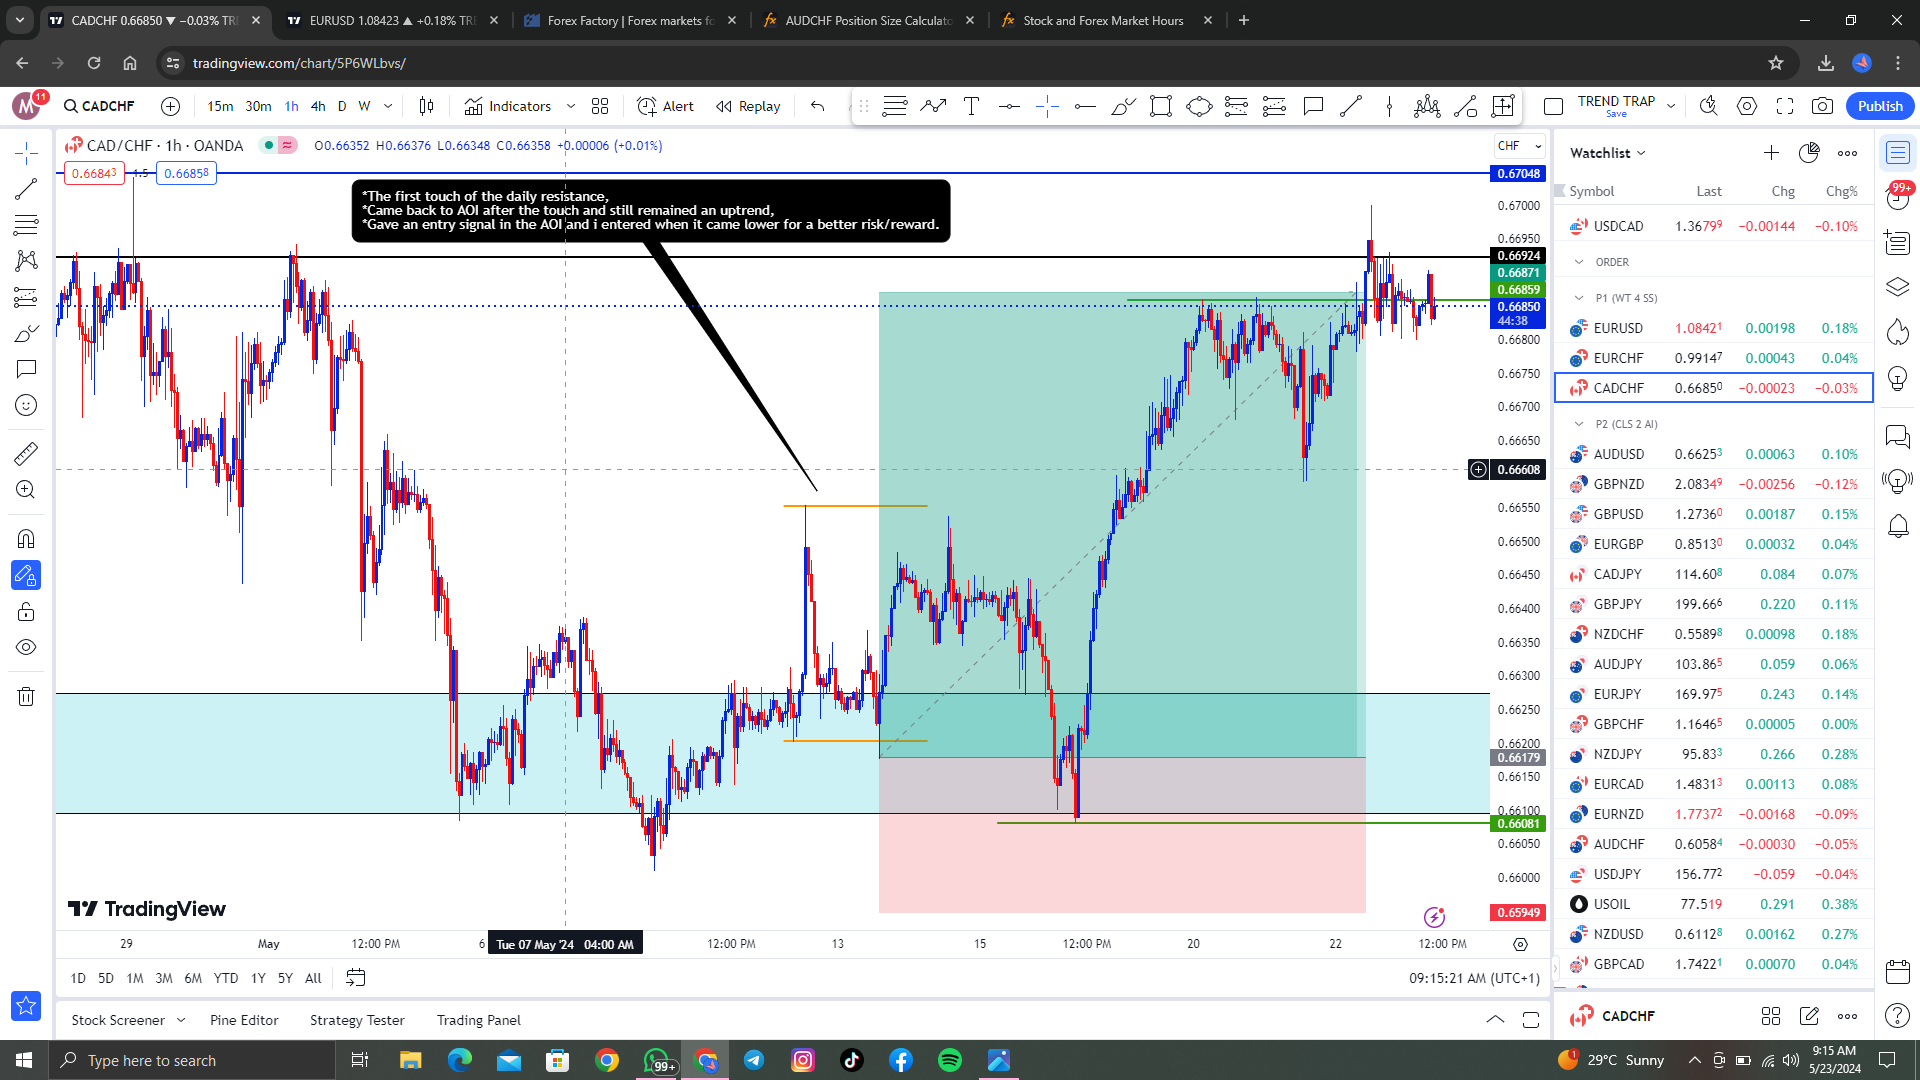 CADCHF 0.66850 ▼ −0.03% TRE
EURUSD 1.08423 ▲ +0.18% TRE
Forex Factory | Forex markets fo
AUDCHF Position Size Calculato
Stock and Forex Market Hours
tradingview.com/chart/5P6WLbvs/
M 11
CADCHF
15m 30m 1h 4h D W
Indicators
Alert
Replay
TREND TRAP
Save
Publish
CAD/CHF · 1h · OANDA
O0.66352 H0.66376 L0.66348 C0.66358 +0.00006 (+0.01%)
0.66843 1.5 0.66858
*The first touch of the daily resistance,
*Came back to AOI after the touch and still remained an uptrend,
*Gave an entry signal in the AOI and i entered when it came lower for a better risk/reward.
CHF
0.67048
0.67000
0.66950
0.66924
0.66871
0.66859
0.66850
44:38
0.66800
0.66750
0.66700
0.66650
0.66608
0.66550
0.66500
0.66450
0.66400
0.66350
0.66300
0.66250
0.66200
0.66179
0.66150
0.66100
0.66081
0.66050
0.66000
0.65949
TradingView
29 May 12:00 PM 6 Tue 07 May '24 04:00 AM 12:00 PM 13 15 12:00 PM 20 22 12:00 PM
1D 5D 1M 3M 6M YTD 1Y 5Y All
09:15:21 AM (UTC+1)
Stock Screener
Pine Editor
Strategy Tester
Trading Panel
Watchlist
Symbol Last Chg Chg%
USDCAD 1.36799 −0.00144 −0.10%
ORDER
P1 (WT 4 SS)
EURUSD 1.08421 0.00198 0.18%
EURCHF 0.99147 0.00043 0.04%
CADCHF 0.66850 −0.00023 −0.03%
P2 (CLS 2 AI)
AUDUSD 0.66253 0.00063 0.10%
GBPNZD 2.08349 −0.00256 −0.12%
GBPUSD 1.27360 0.00187 0.15%
EURGBP 0.85130 0.00032 0.04%
CADJPY 114.608 0.084 0.07%
GBPJPY 199.666 0.220 0.11%
NZDCHF 0.55898 0.00098 0.18%
AUDJPY 103.865 0.059 0.06%
EURJPY 169.975 0.243 0.14%
GBPCHF 1.16465 0.00005 0.00%
NZDJPY 95.833 0.266 0.28%
EURCAD 1.48313 0.00113 0.08%
EURNZD 1.77372 −0.00168 −0.09%
AUDCHF 0.60584 −0.00030 −0.05%
USDJPY 156.772 −0.059 −0.04%
USOIL 77.519 0.291 0.38%
NZDUSD 0.61128 0.00162 0.27%
GBPCAD 1.74221 0.00070 0.04%
CADCHF
99+
Type here to search
99+
29°C Sunny
9:15 AM
5/23/2024